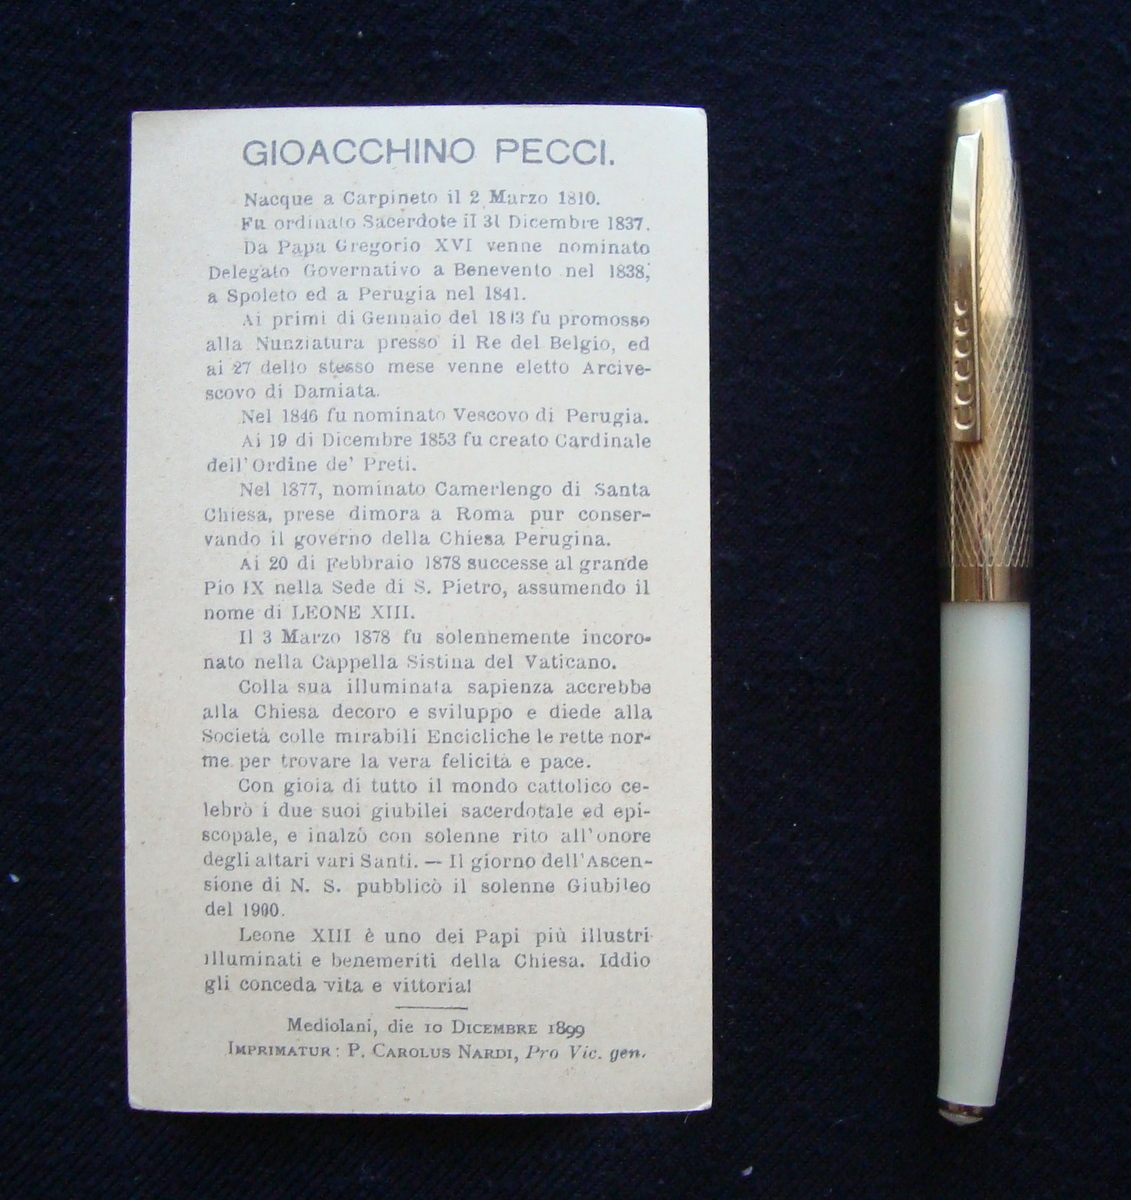 GIOACCHINO PECCI.
Nacque a Carpineto il 2 Marzo 1810.
Fu ordinato Sacerdote il 31 Dicembre 1837.
Da Papa Gregorio XVI venne nominato
Delegato Governativo a Benevento nel 1838,
a Spoleto ed a Perugia nel 1841.
Ai primi di Gennaio del 1843 fu promosso
alla Nunziatura presso il Re del Belgio, ed
ai 27 dello stesso mese venne eletto Arcive-
scovo di Damiata.
Nel 1846 fu nominato Vescovo di Perugia.
Ai 19 di Dicembre 1853 fu creato Cardinale
dell'Ordine de' Preti.
Nel 1877, nominato Camerlengo di Santa
Chiesa, prese dimora a Roma pur conser-
vando il governo della Chiesa Perugina.
Ai 20 di Febbraio 1878 successe al grande
Pio IX nella Sede di S. Pietro, assumendo il
nome di LEONE XIII.
Il 3 Marzo 1878 fu solennemente incoro-
nato nella Cappella Sistina del Vaticano.
Colla sua illuminata sapienza accrebbe
alla Chiesa decoro e sviluppo e diede alla
Società colle mirabili Encicliche le rette nor-
me per trovare la vera felicità e pace.
Con gioia di tutto il mondo cattolico ce-
lebrò i due suoi giubilei sacerdotale ed epi-
scopale, e inalzò con solenne rito all'onore
degli altari vari Santi. — Il giorno dell'Ascen-
sione di N. S. pubblicò il solenne Giubileo
del 1900.
Leone XIII è uno dei Papi più illustri
illuminati e benemeriti della Chiesa. Iddio
gli conceda vita e vittoria!
Mediolani, die 10 DICEMBRE 1899
IMPRIMATUR: P. CAROLUS NARDI, Pro Vic. gen.